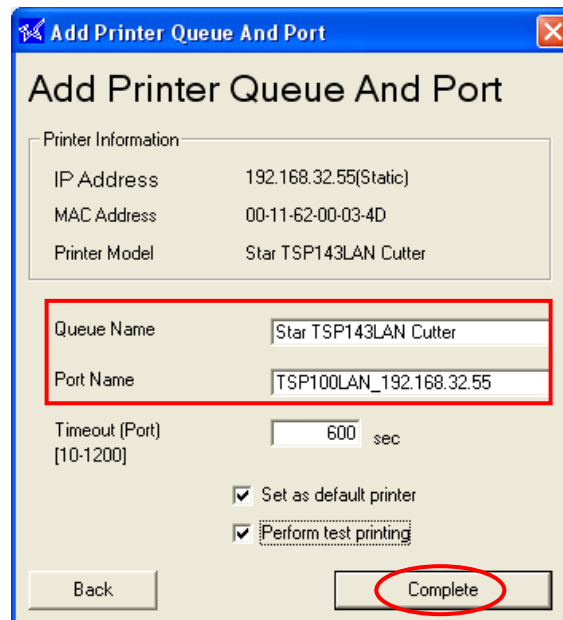 Add Printer Queue And Port
Add Printer Queue And Port
Printer Information
IP Address 192.168.32.55(Static)
MAC Address 00-11-62-00-03-4D
Printer Model Star TSP143LAN Cutter
Queue Name Star TSP143LAN Cutter
Port Name TSP100LAN_192.168.32.55
Timeout (Port) 600 sec
[10-1200]
Set as default printer
Perform test printing
Back Complete